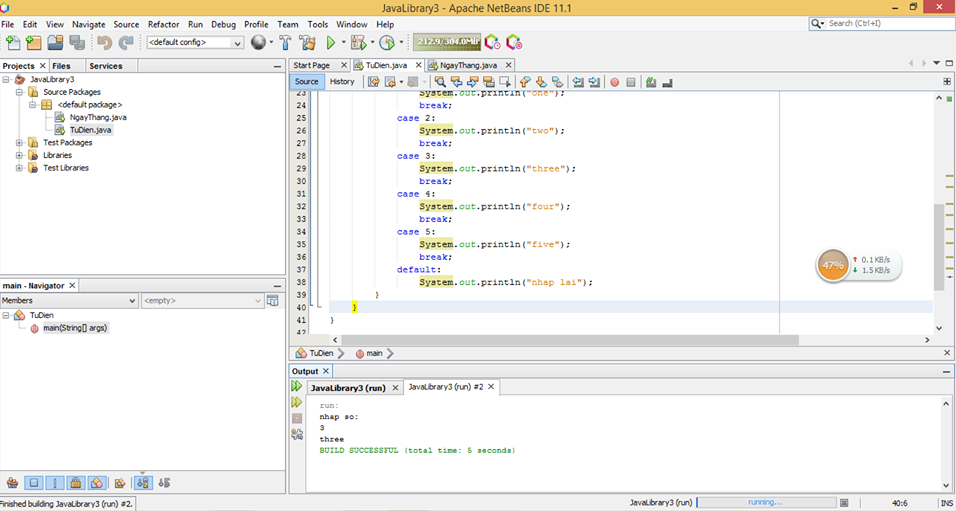 JavaLibrary3 - Apache NetBeans IDE 11.1
File Edit View Navigate Source Refactor Run Debug Profile Team Tools Window Help
Search (Ctrl+I)
<default config>
212.9/304.0MB
Projects Files Services
Start Page TuDien.java NgayThang.java
Source History
JavaLibrary3
Source Packages
<default package>
NgayThang.java
TuDien.java
Test Packages
Libraries
Test Libraries
23 System.out.println("one");
24 break;
25 case 2:
26 System.out.println("two");
27 break;
28 case 3:
29 System.out.println("three");
30 break;
31 case 4:
32 System.out.println("four");
33 break;
34 case 5:
35 System.out.println("five");
36 break;
37 default:
38 System.out.println("nhap lai");
39 }
40 }
41 }
42
47% 0.1 KB/s
1.5 KB/s
main - Navigator
Members <empty>
TuDien
main(String[] args)
TuDien main
Output
JavaLibrary3 (run) JavaLibrary3 (run) #2
run:
nhap so:
3
three
BUILD SUCCESSFUL (total time: 5 seconds)
Finished building JavaLibrary3 (run) #2.
JavaLibrary3 (run) running... 40:6 INS